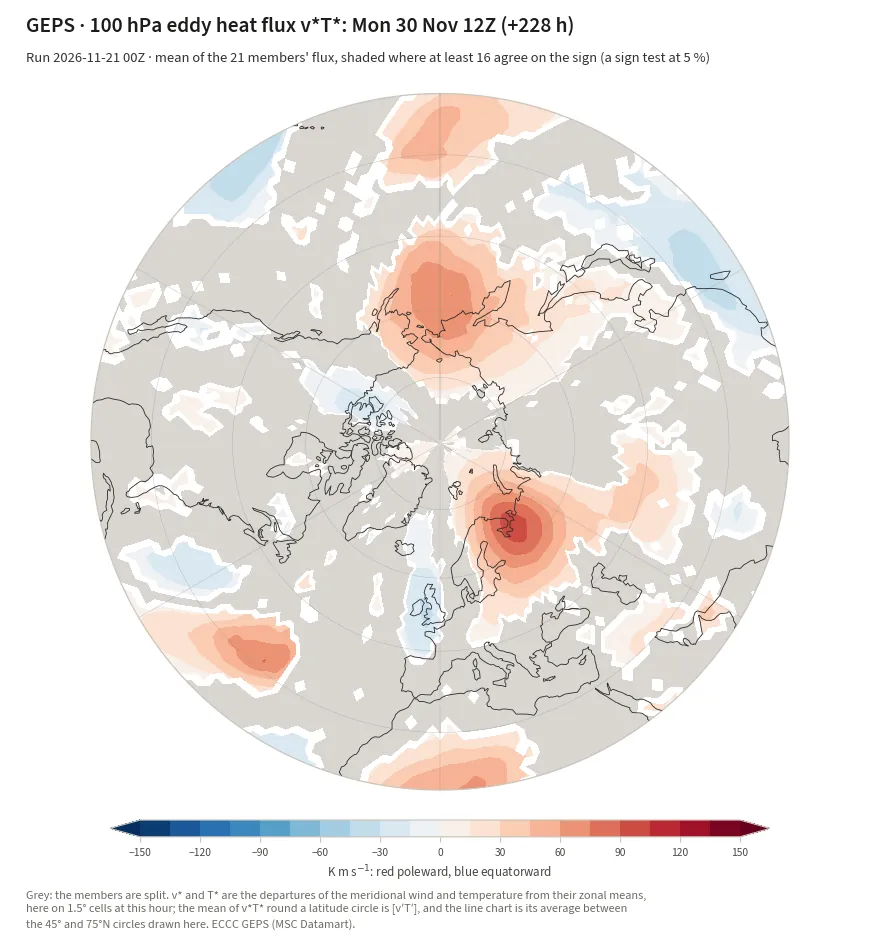 GEPS · 100 hPa eddy heat flux v*T*: Mon 30 Nov 12Z (+228 h)
Run 2026-11-21 00Z · mean of the 21 members' flux, shaded where at least 16 agree on the sign (a sign test at 5 %)
−150 −120 −90 −60 −30 0 30 60 90 120 150
K m s⁻¹: red poleward, blue equatorward
Grey: the members are split. v* and T* are the departures of the meridional wind and temperature from their zonal means,
here on 1.5° cells at this hour; the mean of v*T* round a latitude circle is [v'T'], and the line chart is its average between
the 45° and 75°N circles drawn here. ECCC GEPS (MSC Datamart).